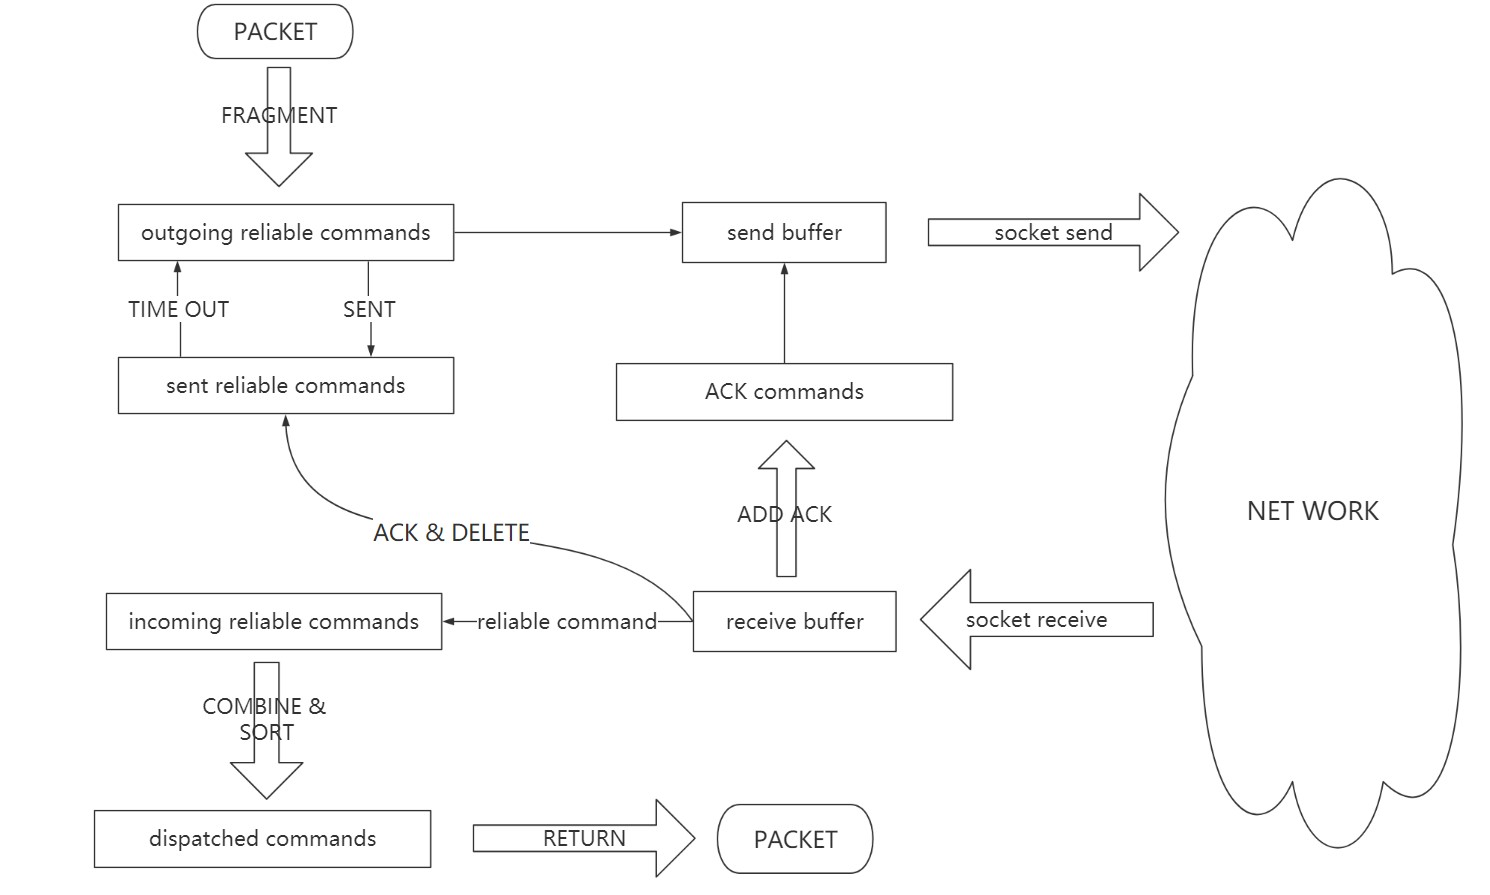 PACKET
FRAGMENT
outgoing reliable commands
send buffer
socket send
TIME OUT
SENT
sent reliable commands
ACK commands
NET WORK
ADD ACK
ACK & DELETE
incoming reliable commands
reliable command
receive buffer
socket receive
COMBINE &
SORT
dispatched commands
RETURN
PACKET